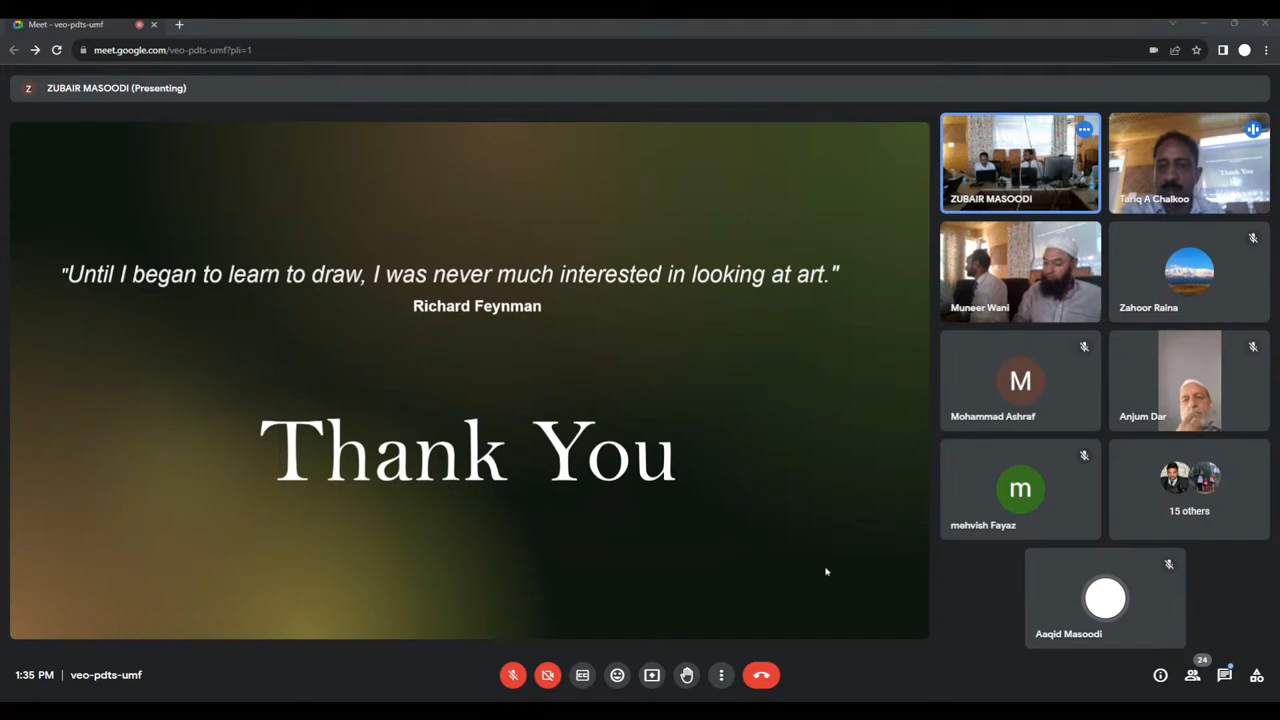 Meet - veo-pdts-umf
meet.google.com/veo-pdts-umf?pli=1
Z ZUBAIR MASOODI (Presenting)
"Until I began to learn to draw, I was never much interested in looking at art."
Richard Feynman
Thank You
ZUBAIR MASOODI
Thank You
Tariq A Chalkoo
Muneer Wani
Zahoor Raina
M
Mohammad Ashraf
Anjum Dar
m
mehvish Fayaz
15 others
Aaqid Masoodi
1:35 PM | veo-pdts-umf
24